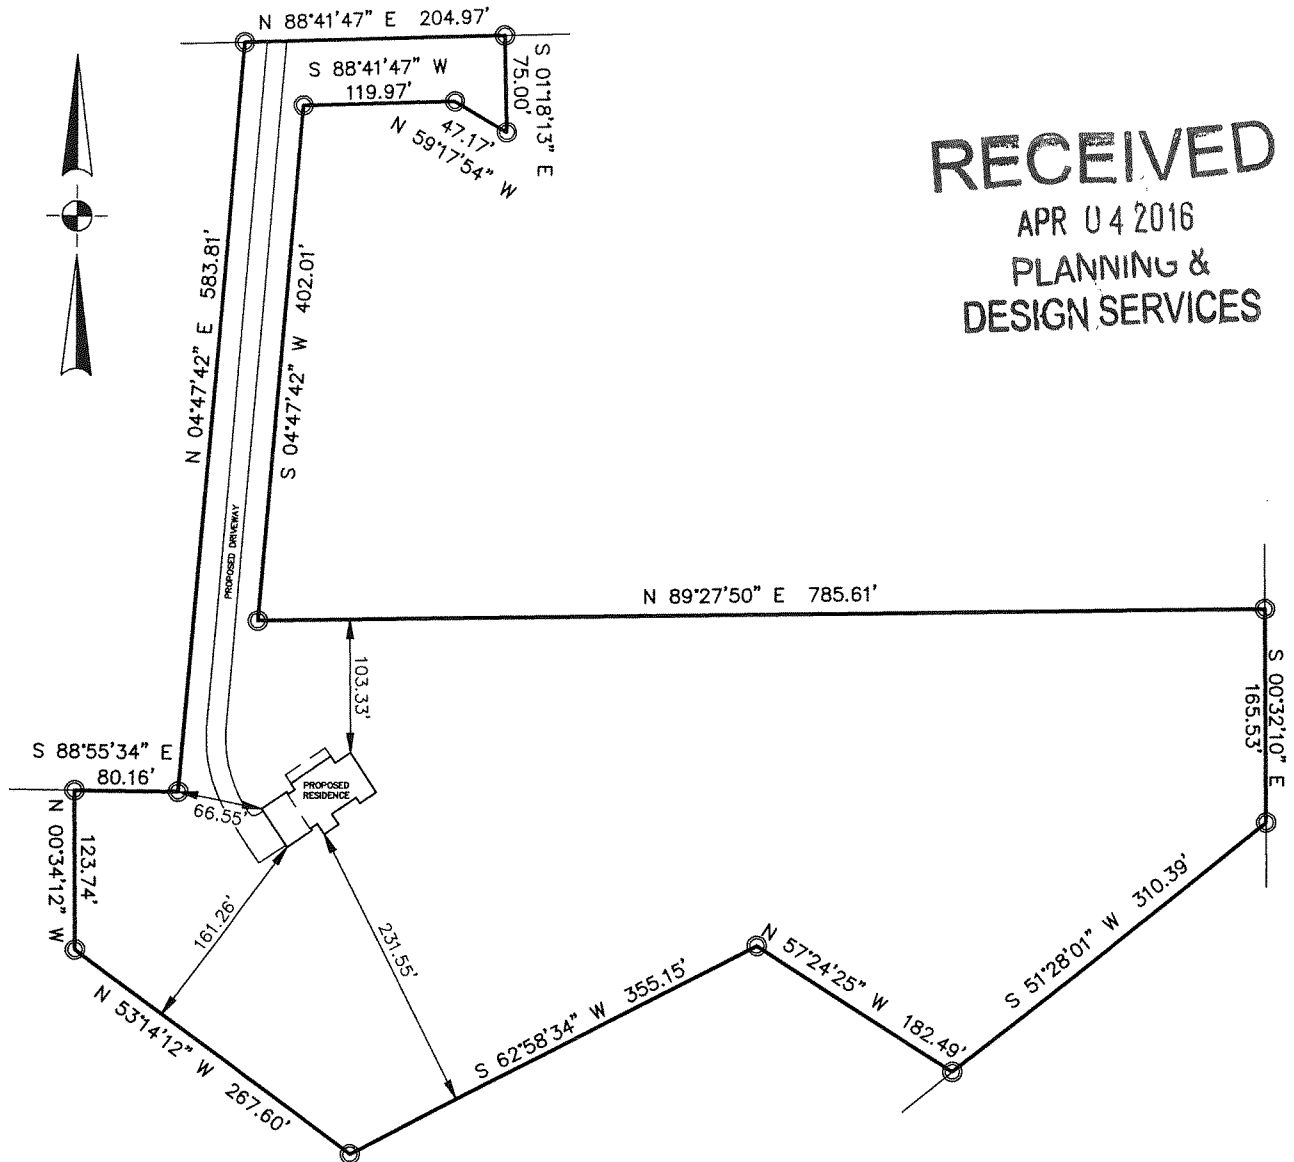 N 88°41'47" E 204.97'
S 88°41'47" W
119.97'
S 01°18'13" E
75.00'
47.17'
N 59°17'54" W
RECEIVED
APR 04 2016
PLANNING &
DESIGN SERVICES
N 04°47'42" E 583.81'
S 04°47'42" W 402.01'
PROPOSED DRIVEWAY
N 89°27'50" E 785.61'
103.33'
S 00°32'10" E
165.53'
S 88°55'34" E
80.16'
66.55'
PROPOSED
RESIDENCE
N 00°34'12" W
123.74'
161.26'
231.55'
N 53°14'12" W 267.60'
S 62°58'34" W 355.15'
N 57°24'25" W 182.49'
S 51°28'01" W 310.39'